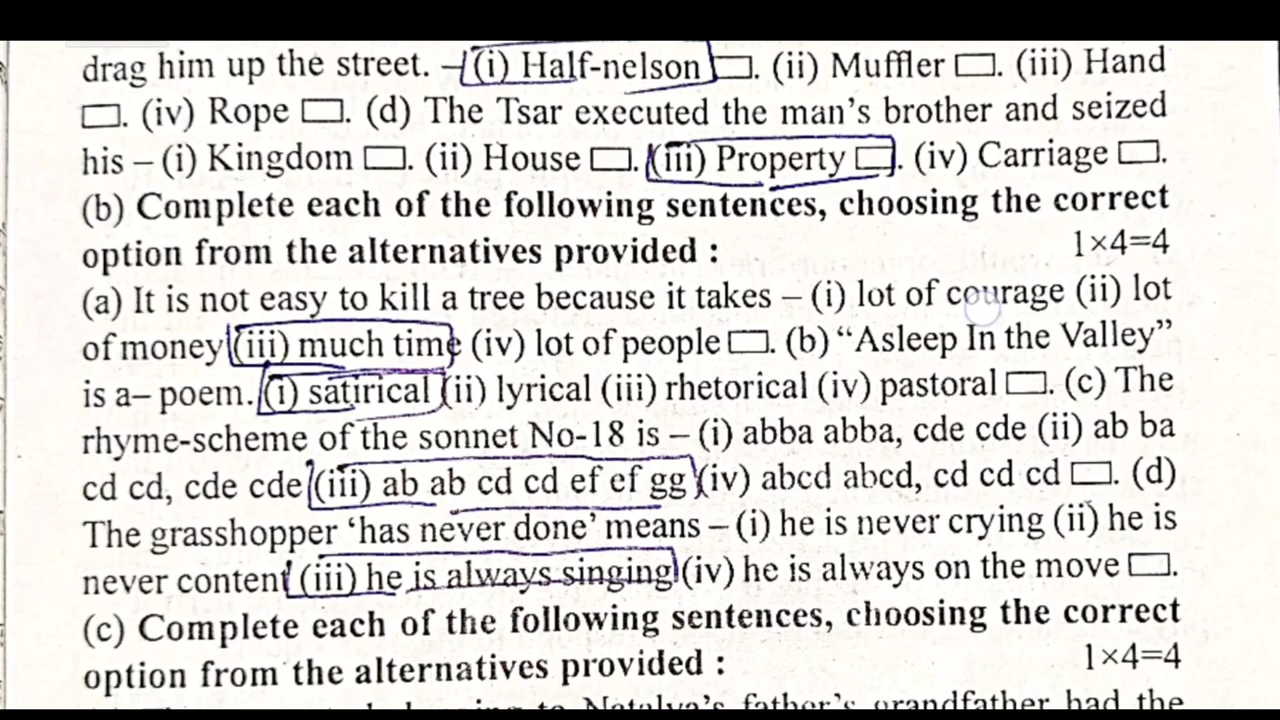 drag him up the street. – (i) Half-nelson . (ii) Muffler . (iii) Hand
. (iv) Rope . (d) The Tsar executed the man's brother and seized
his – (i) Kingdom . (ii) House . (iii) Property . (iv) Carriage .
(b) Complete each of the following sentences, choosing the correct
option from the alternatives provided : 1×4=4
(a) It is not easy to kill a tree because it takes – (i) lot of courage (ii) lot
of money (iii) much time (iv) lot of people . (b) “Asleep In the Valley”
is a– poem. (i) satirical (ii) lyrical (iii) rhetorical (iv) pastoral . (c) The
rhyme-scheme of the sonnet No-18 is – (i) abba abba, cde cde (ii) ab ba
cd cd, cde cde (iii) ab ab cd cd ef ef gg (iv) abcd abcd, cd cd cd . (d)
The grasshopper ‘has never done’ means – (i) he is never crying (ii) he is
never content (iii) he is always singing (iv) he is always on the move .
(c) Complete each of the following sentences, choosing the correct
option from the alternatives provided : 1×4=4
to Natalya's father's grandfather had the